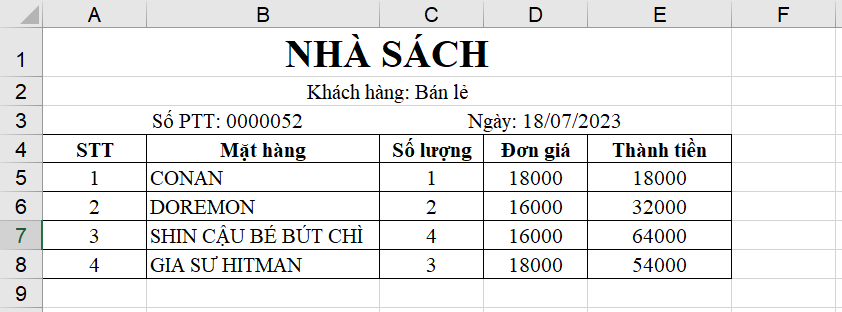 A B C D E F
1 NHÀ SÁCH
2 Khách hàng: Bán lẻ
3 Số PTT: 0000052 Ngày: 18/07/2023
4 STT Mặt hàng Số lượng Đơn giá Thành tiền
5 1 CONAN 1 18000 18000
6 2 DOREMON 2 16000 32000
7 3 SHIN CẬU BÉ BÚT CHÌ 4 16000 64000
8 4 GIA SƯ HITMAN 3 18000 54000
9